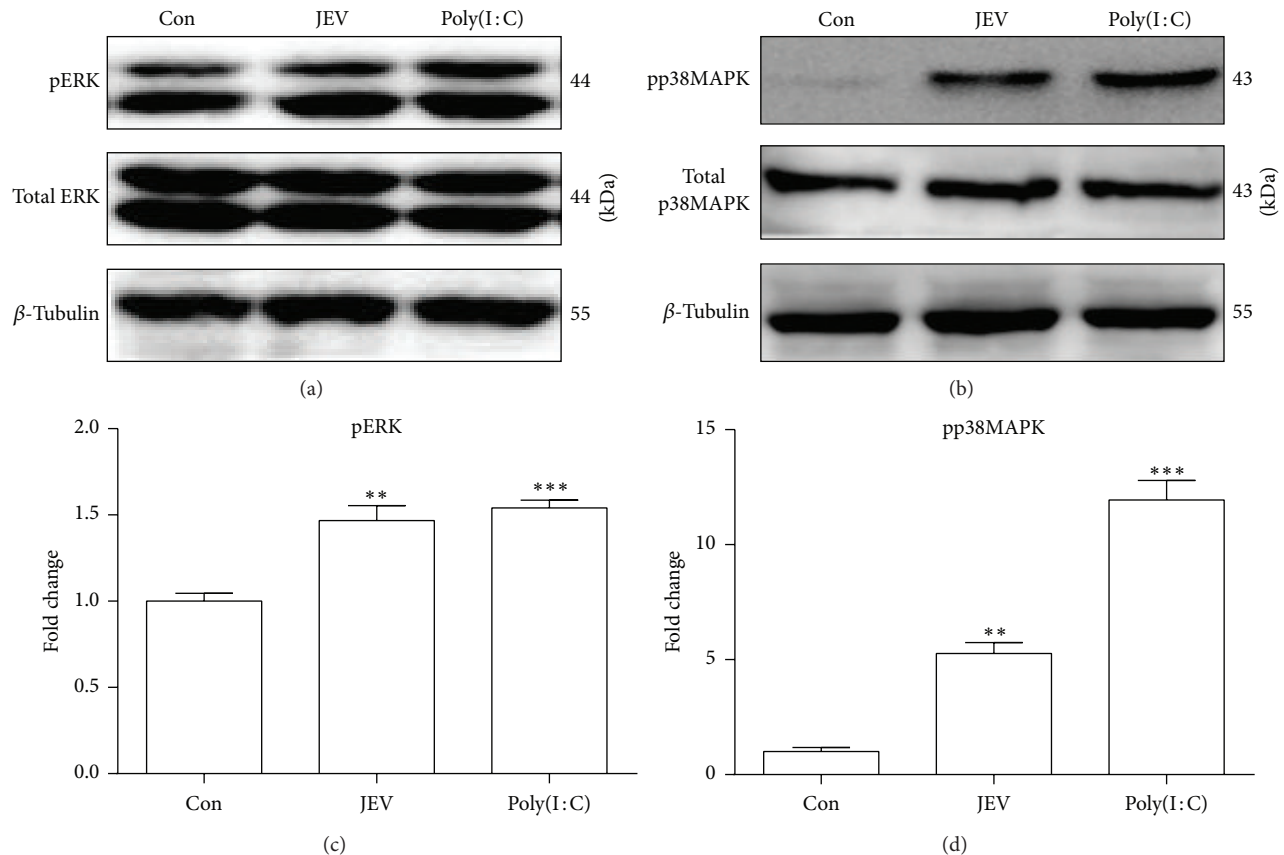 Con JEV Poly(I:C)
pERK 44
Total ERK 44 (kDa)
β-Tubulin 55
(a)
Con JEV Poly(I:C)
pp38MAPK 43
Total
p38MAPK 43 (kDa)
β-Tubulin 55
(b)
pERK
2.0
1.5
1.0
0.5
0.0
Fold change
** ***
Con JEV Poly(I:C)
(c)
pp38MAPK
15
10
5
0
Fold change
** ***
Con JEV Poly(I:C)
(d)